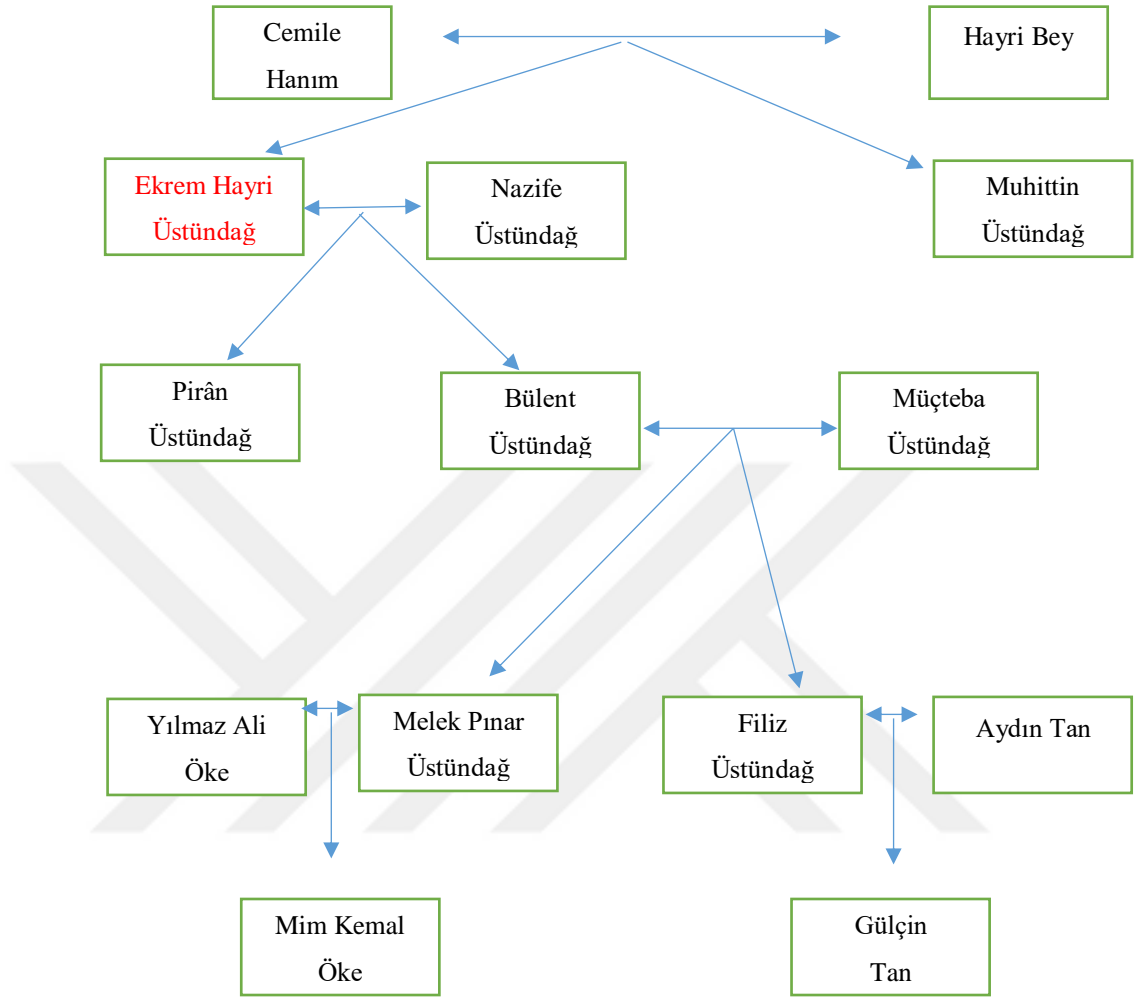 Cemile
Hanım
Hayri Bey
Ekrem Hayri
Üstündağ
Nazife
Üstündağ
Muhittin
Üstündağ
Pirân
Üstündağ
Bülent
Üstündağ
Müçteba
Üstündağ
Yılmaz Ali
Öke
Melek Pınar
Üstündağ
Filiz
Üstündağ
Aydın Tan
Mim Kemal
Öke
Gülçin
Tan